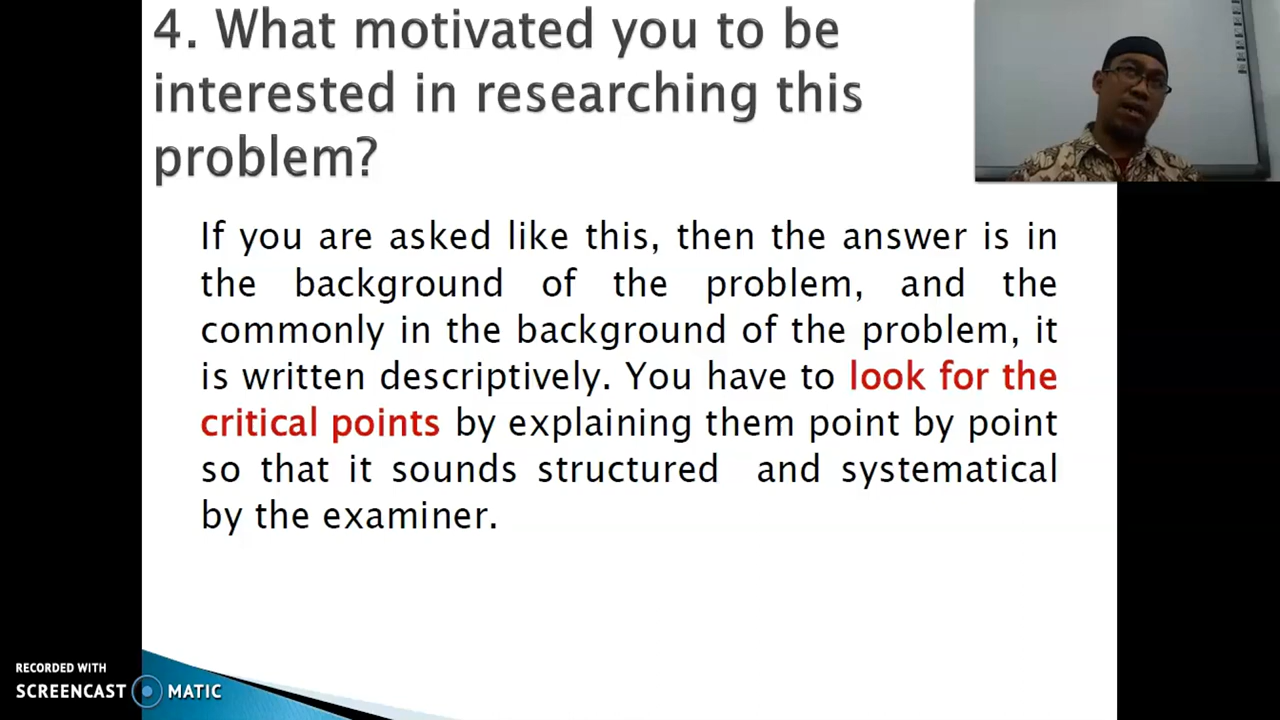 4. What motivated you to be
interested in researching this
problem?
If you are asked like this, then the answer is in
the background of the problem, and the
commonly in the background of the problem, it
is written descriptively. You have to look for the
critical points by explaining them point by point
so that it sounds structured and systematical
by the examiner.
RECORDED WITH
SCREENCAST MATIC